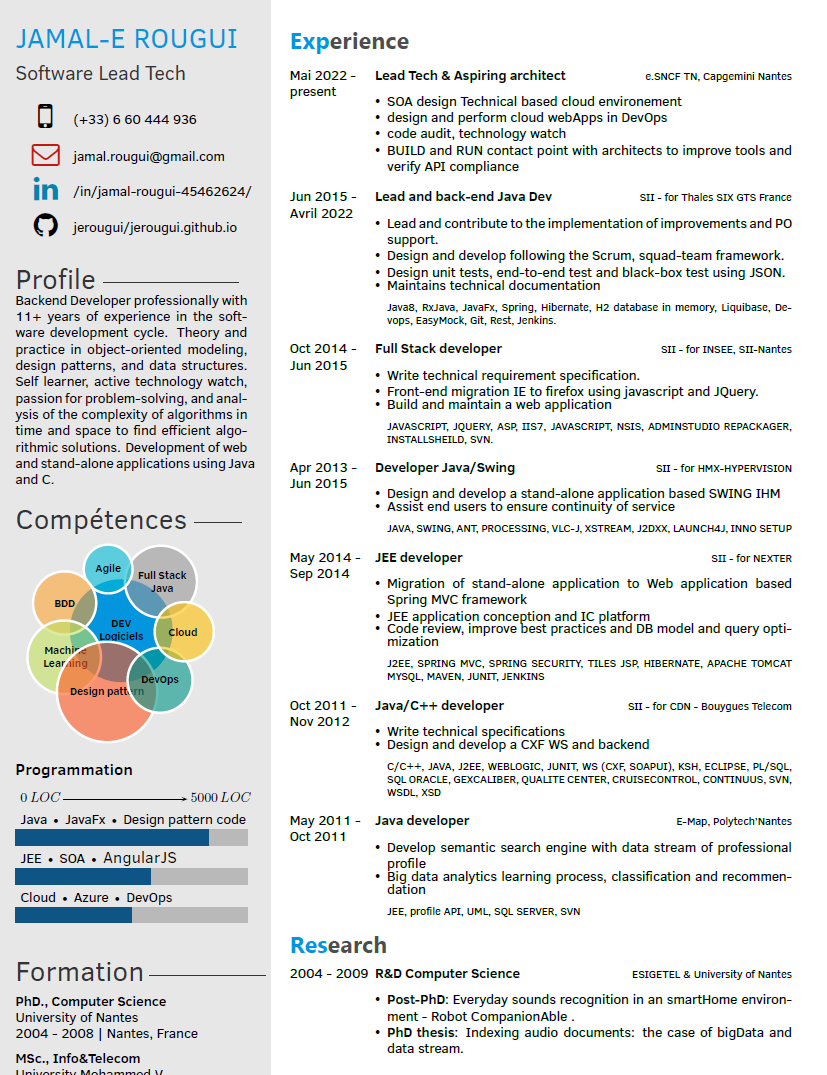 JAMAL-E ROUGUI
Software Lead Tech
(+33) 6 60 444 936
jamal.rougui@gmail.com
in
/in/jamal-rougui-45462624/
jerougui/jerougui.github.io
Profile
Backend Developer professionally with
11+ years of experience in the soft-
ware development cycle. Theory and
practice in object-oriented modeling,
design patterns, and data structures.
Self learner, active technology watch,
passion for problem-solving, and anal-
ysis of the complexity of algorithms in
time and space to find efficient algo-
rithmic solutions. Development of web
and stand-alone applications using Java
and C.
Compétences
Agile
Full Stack
Java
BDD
DEV
Logiciels
Cloud
Machine
Learning
DevOps
Design pattern
Programmation
0 LOC
5000 LOC
Java • JavaFx • Design pattern code
JEE • SOA • AngularJS
Cloud • Azure • DevOps
Formation
PhD., Computer Science
University of Nantes
2004 - 2008 | Nantes, France
MSc., Info&Telecom
University Mohammed V
Experience
Mai 2022 -
present
Lead Tech & Aspiring architect
e.SNCF TN, Capgemini Nantes
• SOA design Technical based cloud environement
• design and perform cloud webApps in DevOps
• code audit, technology watch
• BUILD and RUN contact point with architects to improve tools and
verify API compliance
Jun 2015 -
Avril 2022
Lead and back-end Java Dev
SII - for Thales SIX GTS France
• Lead and contribute to the implementation of improvements and PO
support.
• Design and develop following the Scrum, squad-team framework.
• Design unit tests, end-to-end test and black-box test using JSON.
• Maintains technical documentation
Java8, RxJava, JavaFx, Spring, Hibernate, H2 database in memory, Liquibase, De-
vops, EasyMock, Git, Rest, Jenkins.
Oct 2014 -
Jun 2015
Full Stack developer
SII - for INSEE, SII-Nantes
• Write technical requirement specification.
• Front-end migration IE to firefox using javascript and JQuery.
• Build and maintain a web application
JAVASCRIPT, JQUERY, ASP, IIS7, JAVASCRIPT, NSIS, ADMINSTUDIO REPACKAGER,
INSTALLSHEILD, SVN.
Apr 2013 -
Jun 2015
Developer Java/Swing
SII - for HMX-HYPERVISION
• Design and develop a stand-alone application based SWING IHM
• Assist end users to ensure continuity of service
JAVA, SWING, ANT, PROCESSING, VLC-J, XSTREAM, J2DXX, LAUNCH4J, INNO SETUP
May 2014 -
Sep 2014
JEE developer
SII - for NEXTER
• Migration of stand-alone application to Web application based
Spring MVC framework
• JEE application conception and IC platform
• Code review, improve best practices and DB model and query opti-
mization
J2EE, SPRING MVC, SPRING SECURITY, TILES JSP, HIBERNATE, APACHE TOMCAT
MYSQL, MAVEN, JUNIT, JENKINS
Oct 2011 -
Nov 2012
Java/C++ developer
SII - for CDN - Bouygues Telecom
• Write technical specifications
• Design and develop a CXF WS and backend
C/C++, JAVA, J2EE, WEBLOGIC, JUNIT, WS (CXF, SOAPUI), KSH, ECLIPSE, PL/SQL,
SQL ORACLE, GEXCALIBER, QUALITE CENTER, CRUISECONTROL, CONTINUUS, SVN,
WSDL, XSD
May 2011 -
Oct 2011
Java developer
E-Map, Polytech'Nantes
• Develop semantic search engine with data stream of professional
profile
• Big data analytics learning process, classification and recommen-
dation
JEE, profile API, UML, SQL SERVER, SVN
Research
2004 - 2009
R&D Computer Science
ESIGETEL & University of Nantes
• Post-PhD: Everyday sounds recognition in an smartHome environ-
ment - Robot CompanionAble .
• PhD thesis: Indexing audio documents: the case of bigData and
data stream.